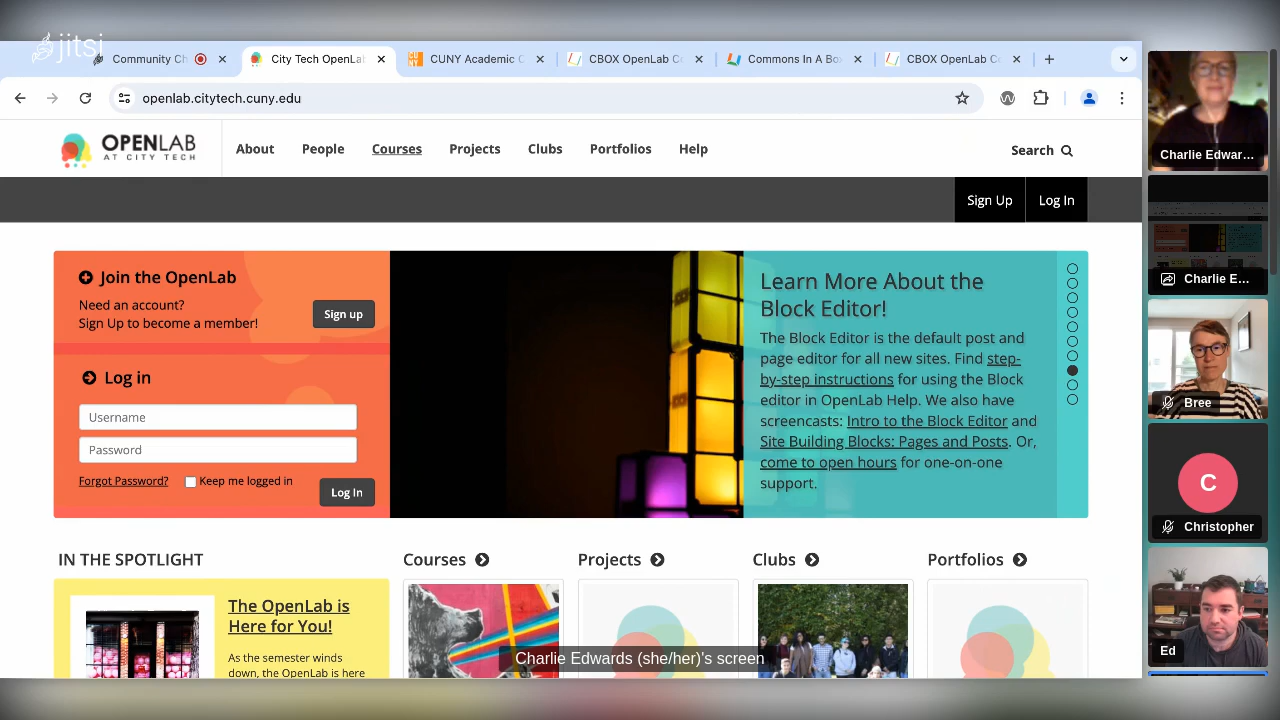 jitsi
Community Ch
City Tech OpenLa
CUNY Academic C
CBOX OpenLab C
Commons In A Bo
CBOX OpenLab C
openlab.citytech.cuny.edu
OPENLAB
AT CITY TECH
About
People
Courses
Projects
Clubs
Portfolios
Help
Search
Sign Up
Log In
Join the OpenLab
Need an account?
Sign Up to become a member!
Sign up
Log in
Username
Password
Forgot Password?
Keep me logged in
Log In
Learn More About the
Block Editor!
The Block Editor is the default post and
page editor for all new sites. Find step-
by-step instructions for using the Block
editor in OpenLab Help. We also have
screencasts: Intro to the Block Editor and
Site Building Blocks: Pages and Posts. Or,
come to open hours for one-on-one
support.
IN THE SPOTLIGHT
The OpenLab is
Here for You!
As the semester winds
down, the OpenLab is here
Courses
Projects
Clubs
Portfolios
Charlie Edwards (she/her)'s screen
Charlie Edwar...
Charlie E...
Bree
C
Christopher
Ed